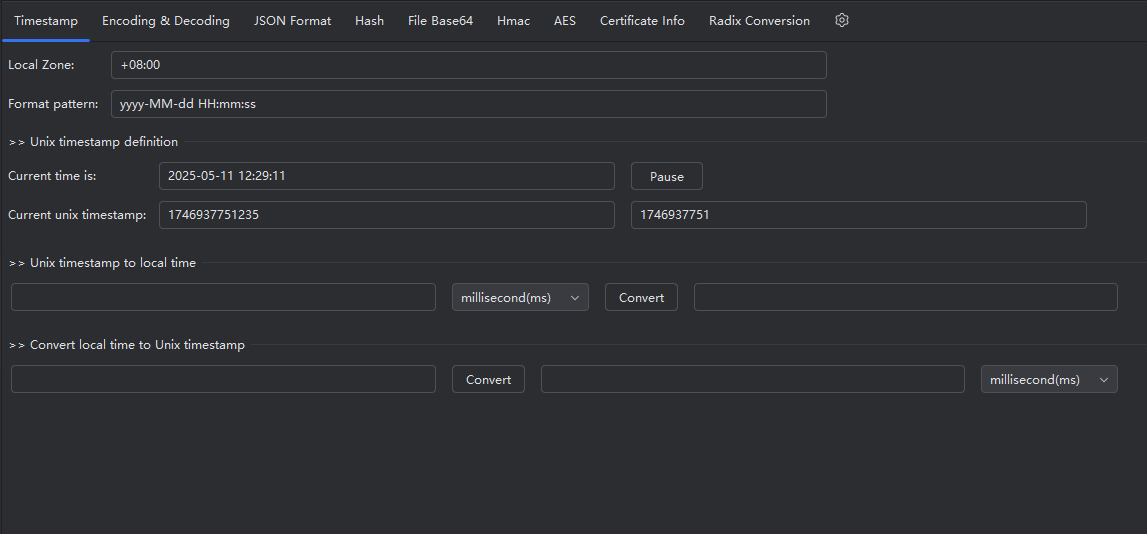 Timestamp Encoding & Decoding JSON Format Hash File Base64 Hmac AES Certificate Info Radix Conversion
Local Zone: +08:00
Format pattern: yyyy-MM-dd HH:mm:ss
>> Unix timestamp definition
Current time is: 2025-05-11 12:29:11 Pause
Current unix timestamp: 1746937751235 1746937751
>> Unix timestamp to local time
millisecond(ms) Convert
>> Convert local time to Unix timestamp
Convert millisecond(ms)